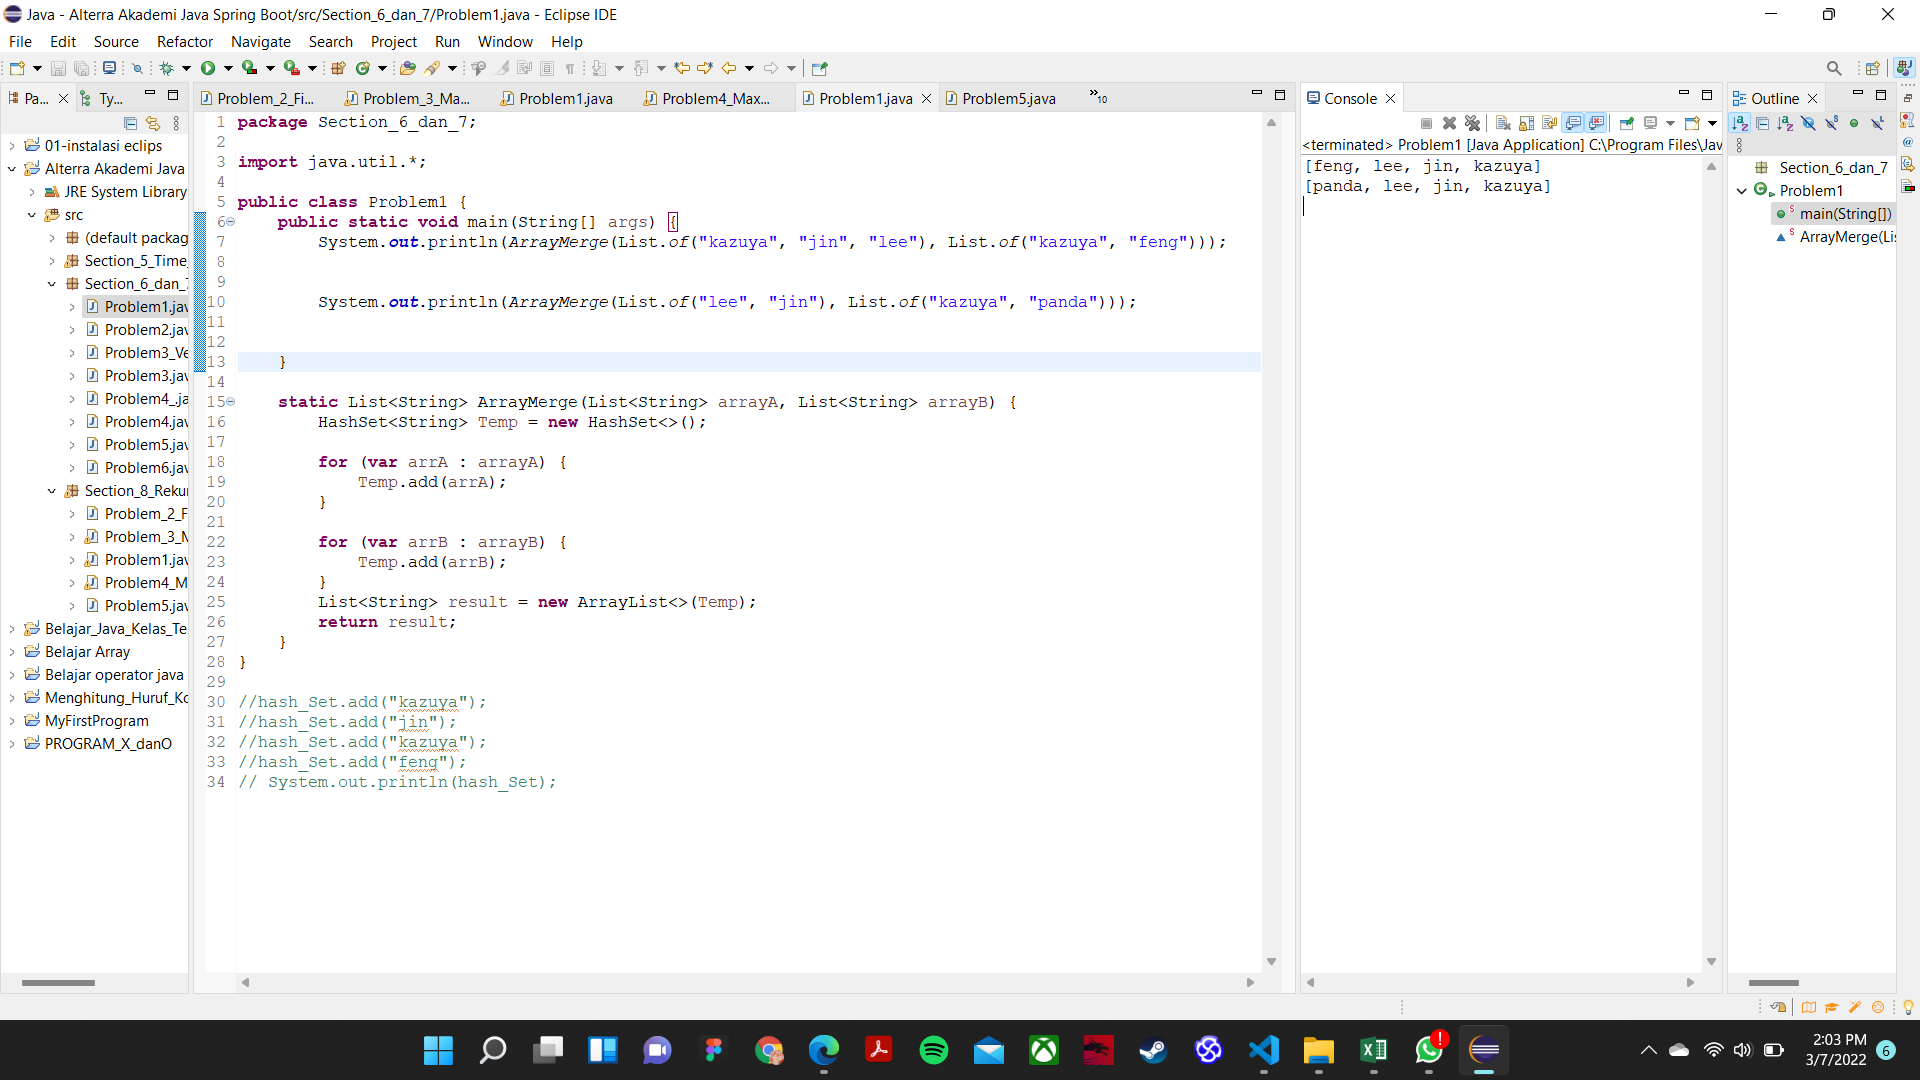 Java - Alterra Akademi Java Spring Boot/src/Section_6_dan_7/Problem1.java - Eclipse IDE
File Edit Source Refactor Navigate Search Project Run Window Help
Pa... Ty...
01-instalasi eclips
Alterra Akademi Java
JRE System Library
src
(default packag
Section_5_Time_
Section_6_dan_7
Problem1.jav
Problem2.jav
Problem3_Ve
Problem3.jav
Problem4_.ja
Problem4.jav
Problem5.jav
Problem6.jav
Section_8_Rekur
Problem_2_F
Problem_3_M
Problem1.jav
Problem4_M
Problem5.jav
Belajar_Java_Kelas_Te
Belajar Array
Belajar operator java
Menghitung_Huruf_Ko
MyFirstProgram
PROGRAM_X_danO
Problem_2_Fi... Problem_3_Ma... Problem1.java Problem4_Max... Problem1.java Problem5.java »10
1 package Section_6_dan_7;
2
3 import java.util.*;
4
5 public class Problem1 {
6 public static void main(String[] args) {
7 System.out.println(ArrayMerge(List.of("kazuya", "jin", "lee"), List.of("kazuya", "feng")));
8
9
10 System.out.println(ArrayMerge(List.of("lee", "jin"), List.of("kazuya", "panda")));
11
12
13 }
14
15 static List<String> ArrayMerge(List<String> arrayA, List<String> arrayB) {
16 HashSet<String> Temp = new HashSet<>();
17
18 for (var arrA : arrayA) {
19 Temp.add(arrA);
20 }
21
22 for (var arrB : arrayB) {
23 Temp.add(arrB);
24 }
25 List<String> result = new ArrayList<>(Temp);
26 return result;
27 }
28 }
29
30 //hash_Set.add("kazuya");
31 //hash_Set.add("jin");
32 //hash_Set.add("kazuya");
33 //hash_Set.add("feng");
34 // System.out.println(hash_Set);
Console
<terminated> Problem1 [Java Application] C:\Program Files\Jav
[feng, lee, jin, kazuya]
[panda, lee, jin, kazuya]
Outline
Section_6_dan_7
Problem1
main(String[])
ArrayMerge(Lis
2:03 PM
3/7/2022
6